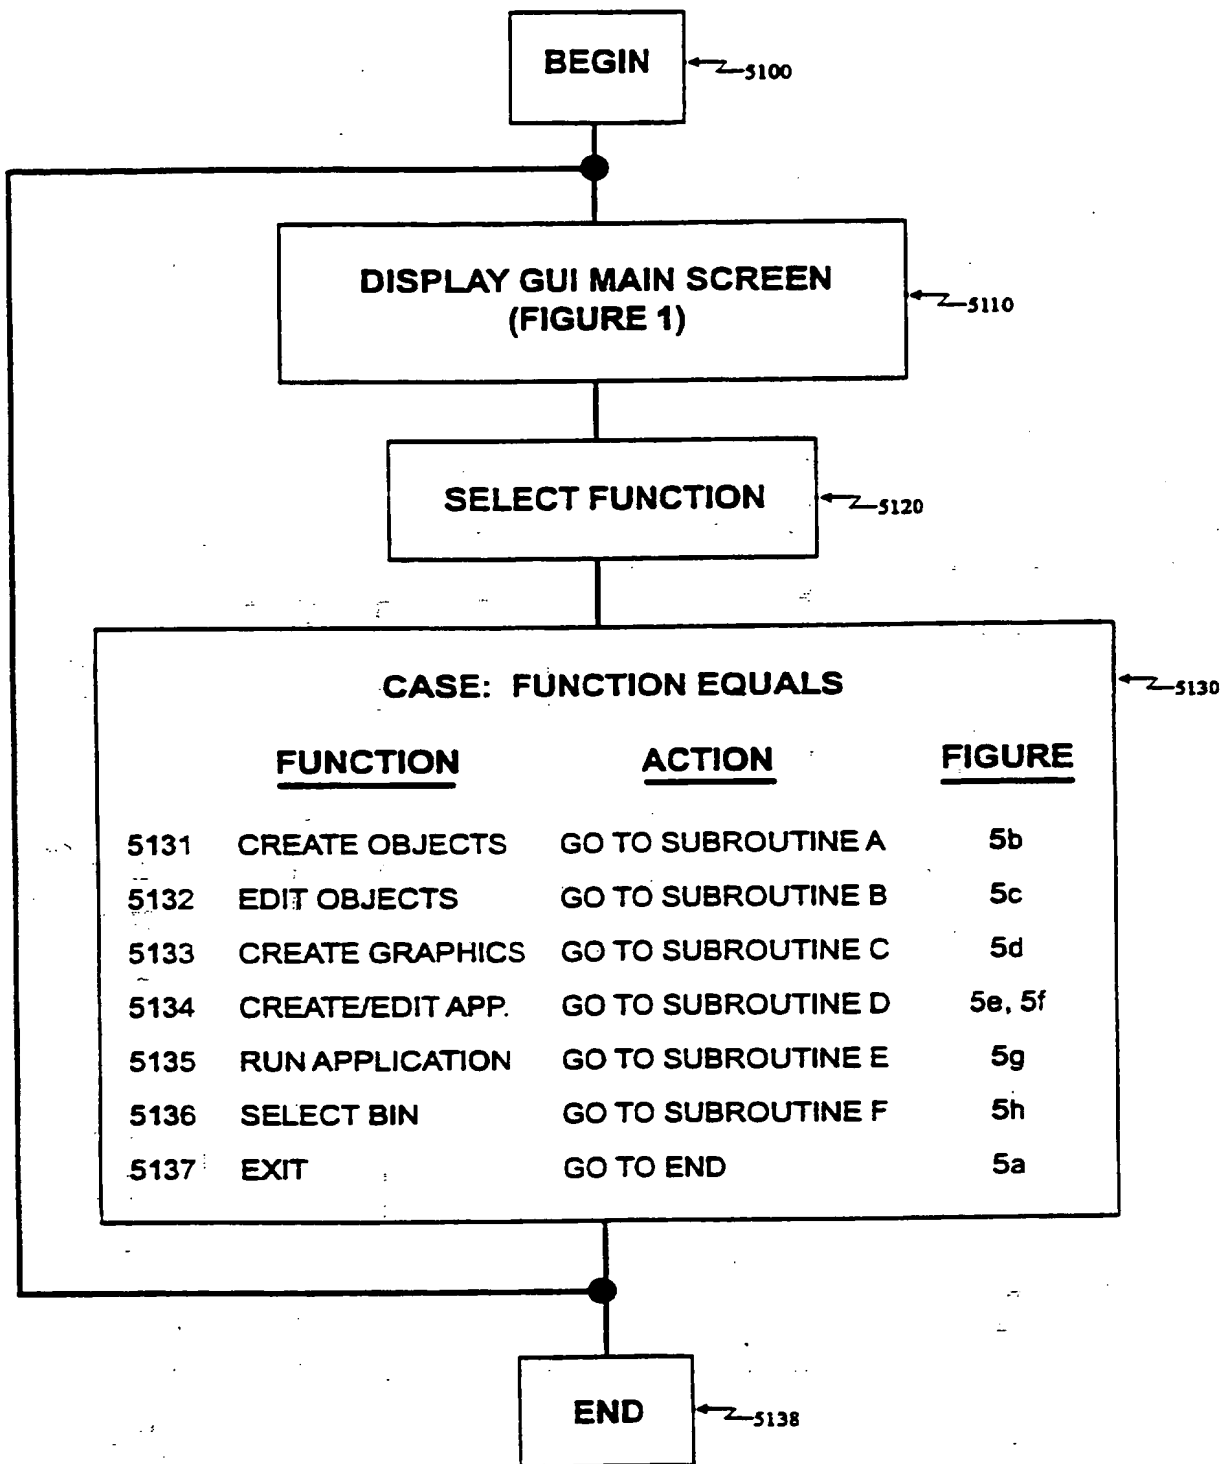 BEGIN
5100
DISPLAY GUI MAIN SCREEN
(FIGURE 1)
5110
SELECT FUNCTION
5120
CASE: FUNCTION EQUALS
5130
FUNCTION ACTION FIGURE
5131 CREATE OBJECTS GO TO SUBROUTINE A 5b
5132 EDIT OBJECTS GO TO SUBROUTINE B 5c
5133 CREATE GRAPHICS GO TO SUBROUTINE C 5d
5134 CREATE/EDIT APP. GO TO SUBROUTINE D 5e, 5f
5135 RUN APPLICATION GO TO SUBROUTINE E 5g
5136 SELECT BIN GO TO SUBROUTINE F 5h
5137 EXIT GO TO END 5a
END
5138